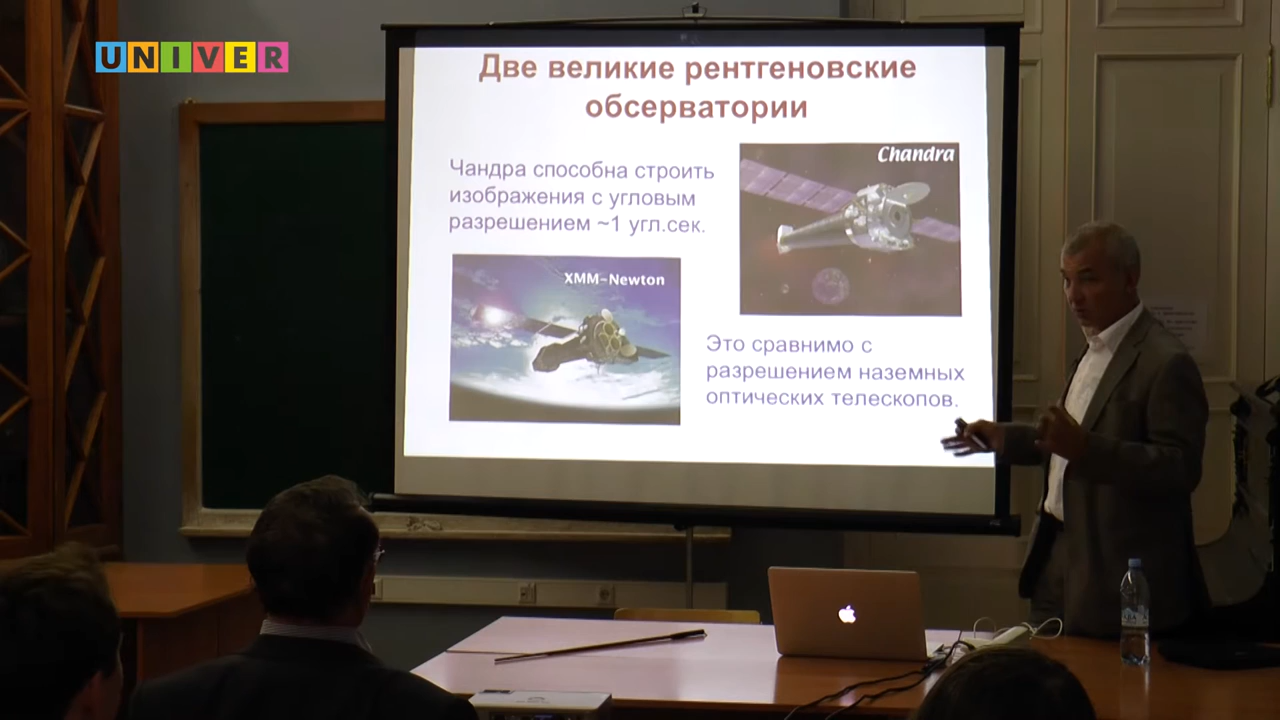 UNIVER
Две великие рентгеновские
обсерватории
Чандра способна строить
изображения с угловым
разрешением ~1 угл.сек.
Chandra
XMM-Newton
Это сравнимо с
разрешением наземных
оптических телескопов.